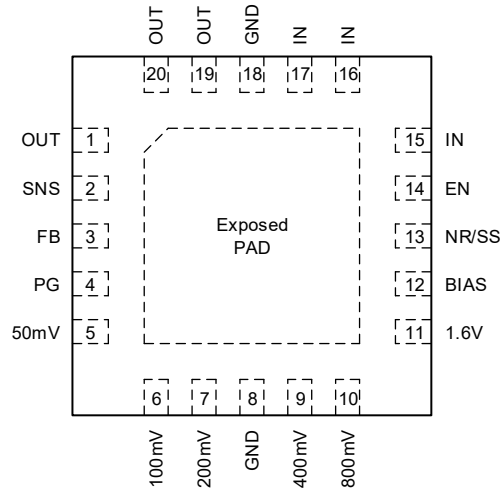 OUT
OUT
GND
IN
IN
20
19
18
17
16
OUT
1
15
IN
SNS
2
14
EN
FB
3
13
NR/SS
PG
4
12
BIAS
50mV
5
11
1.6V
Exposed
PAD
6
7
8
9
10
100mV
200mV
GND
400mV
800mV